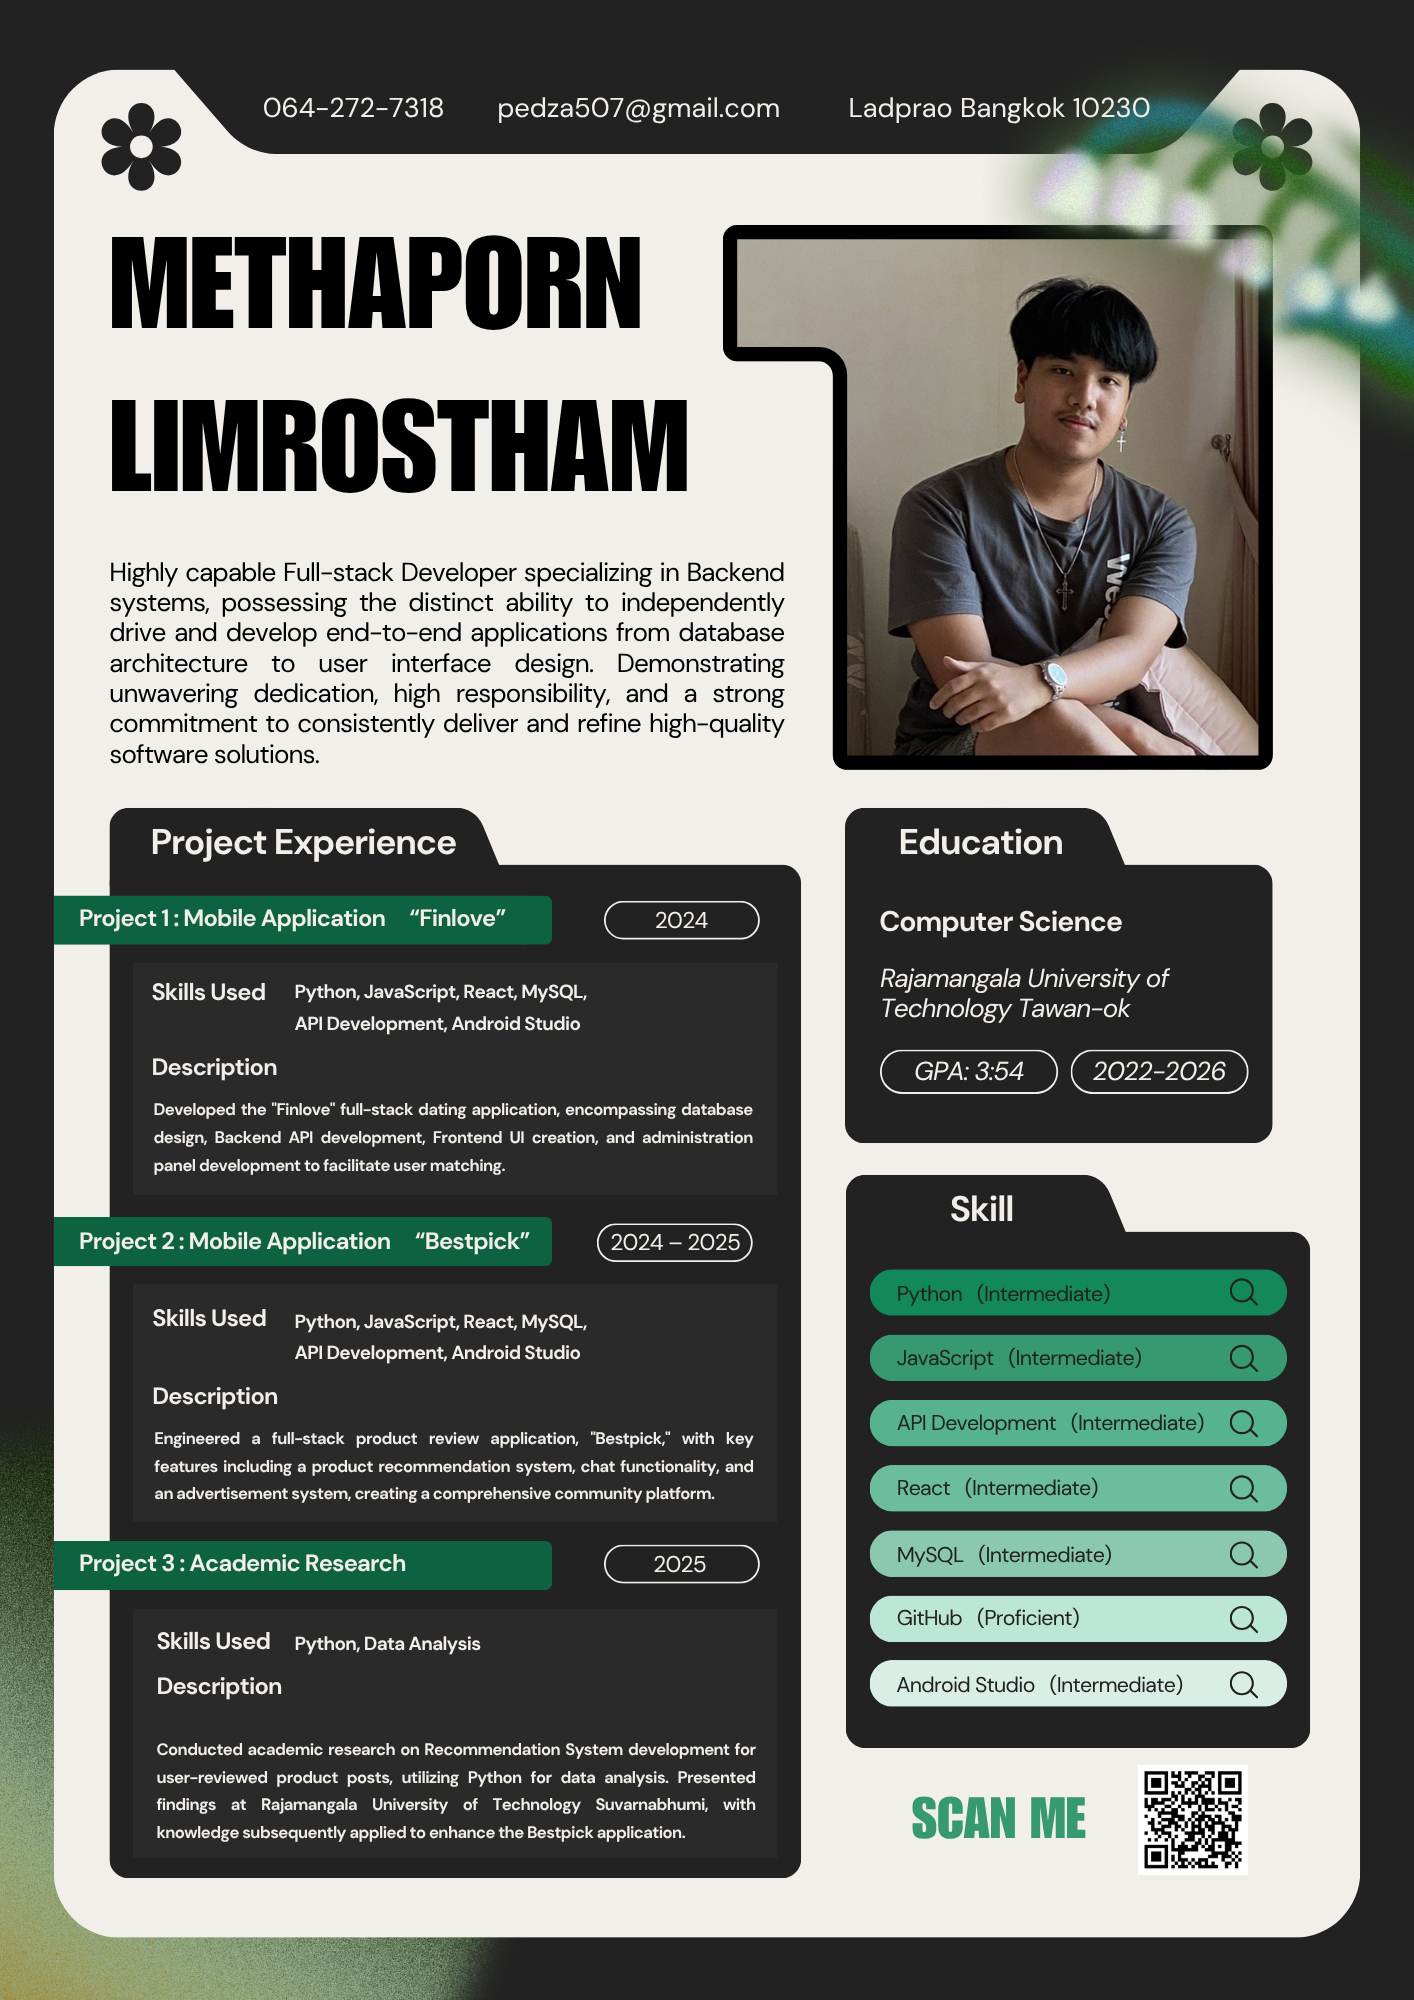 064-272-7318 pedza507@gmail.com Ladprao Bangkok 10230
METHAPORN
LIMROSTHAM
Highly capable Full-stack Developer specializing in Backend
systems, possessing the distinct ability to independently
drive and develop end-to-end applications from database
architecture to user interface design. Demonstrating
unwavering dedication, high responsibility, and a strong
commitment to consistently deliver and refine high-quality
software solutions.
Project Experience
Project 1 : Mobile Application “Finlove”
2024
Skills Used Python, JavaScript, React, MySQL,
API Development, Android Studio
Description
Developed the "Finlove" full-stack dating application, encompassing database
design, Backend API development, Frontend UI creation, and administration
panel development to facilitate user matching.
Project 2 : Mobile Application “Bestpick”
2024 – 2025
Skills Used Python, JavaScript, React, MySQL,
API Development, Android Studio
Description
Engineered a full-stack product review application, "Bestpick," with key
features including a product recommendation system, chat functionality, and
an advertisement system, creating a comprehensive community platform.
Project 3 : Academic Research
2025
Skills Used Python, Data Analysis
Description
Conducted academic research on Recommendation System development for
user-reviewed product posts, utilizing Python for data analysis. Presented
findings at Rajamangala University of Technology Suvarnabhumi, with
knowledge subsequently applied to enhance the Bestpick application.
Education
Computer Science
Rajamangala University of
Technology Tawan-ok
GPA: 3:54 2022-2026
Skill
Python (Intermediate)
JavaScript (Intermediate)
API Development (Intermediate)
React (Intermediate)
MySQL (Intermediate)
GitHub (Proficient)
Android Studio (Intermediate)
SCAN ME